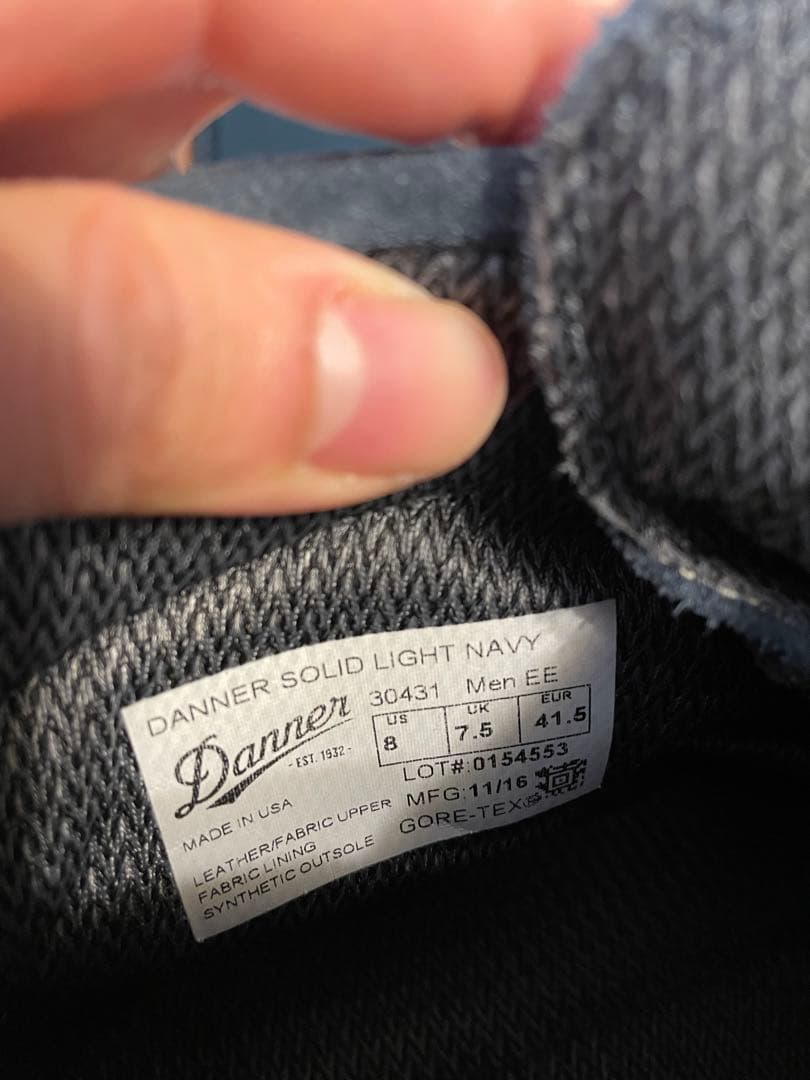 DANNER SOLID LIGHT NAVY
Danner
- EST. 1932 -
30431 Men EE
US UK EUR
8 7.5 41.5
LOT#:0154553
MFG:11/16
GORE-TEX®
MADE IN USA
LEATHER/FABRIC UPPER
FABRIC LINING
SYNTHETIC OUTSOLE